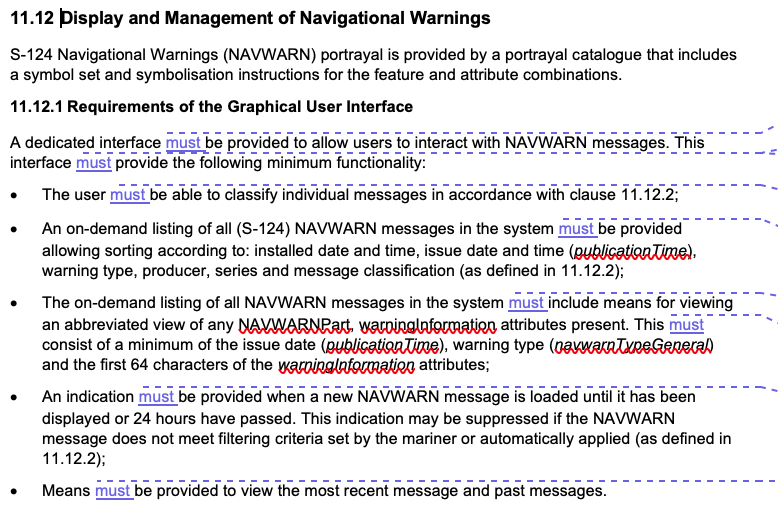 11.12 Display and Management of Navigational Warnings
S-124 Navigational Warnings (NAVWARN) portrayal is provided by a portrayal catalogue that includes
a symbol set and symbolisation instructions for the feature and attribute combinations.
11.12.1 Requirements of the Graphical User Interface
A dedicated interface must be provided to allow users to interact with NAVWARN messages. This
interface must provide the following minimum functionality:
• The user must be able to classify individual messages in accordance with clause 11.12.2;
• An on-demand listing of all (S-124) NAVWARN messages in the system must be provided
allowing sorting according to: installed date and time, issue date and time (publicationTime),
warning type, producer, series and message classification (as defined in 11.12.2);
• The on-demand listing of all NAVWARN messages in the system must include means for viewing
an abbreviated view of any NAVWARNPart, warningInformation attributes present. This must
consist of a minimum of the issue date (publicationTime), warning type (navwarnTypeGeneral)
and the first 64 characters of the warningInformation attributes;
• An indication must be provided when a new NAVWARN message is loaded until it has been
displayed or 24 hours have passed. This indication may be suppressed if the NAVWARN
message does not meet filtering criteria set by the mariner or automatically applied (as defined in
11.12.2);
• Means must be provided to view the most recent message and past messages.